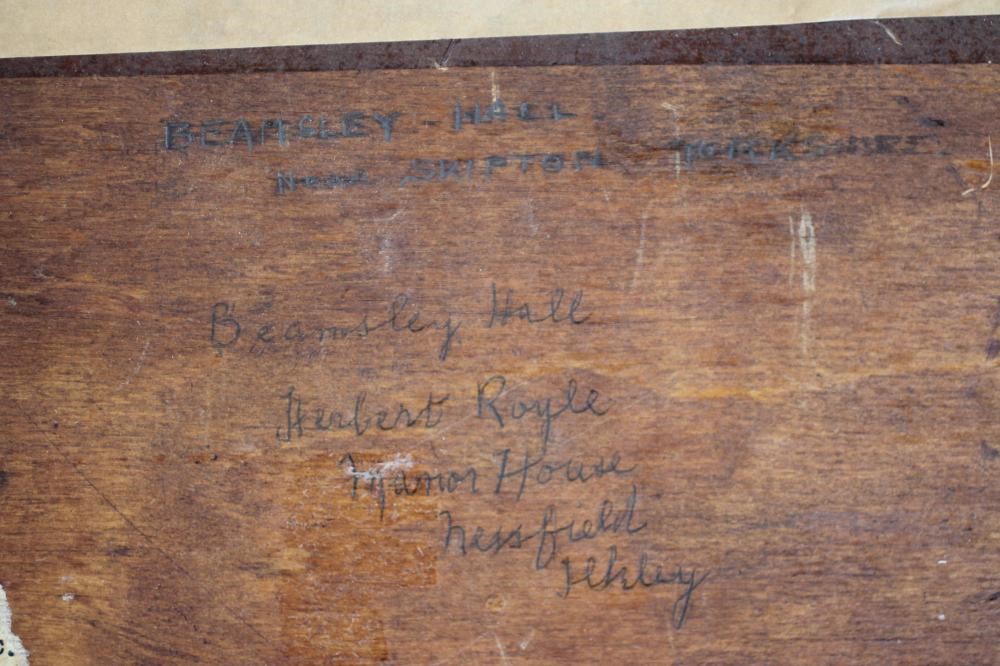 BEAMSLEY - HALL
Near SKIPTON YORKSHIRE
Beamsley Hall
Herbert Royle
Manor House
Nessfield
Ilkley
c.